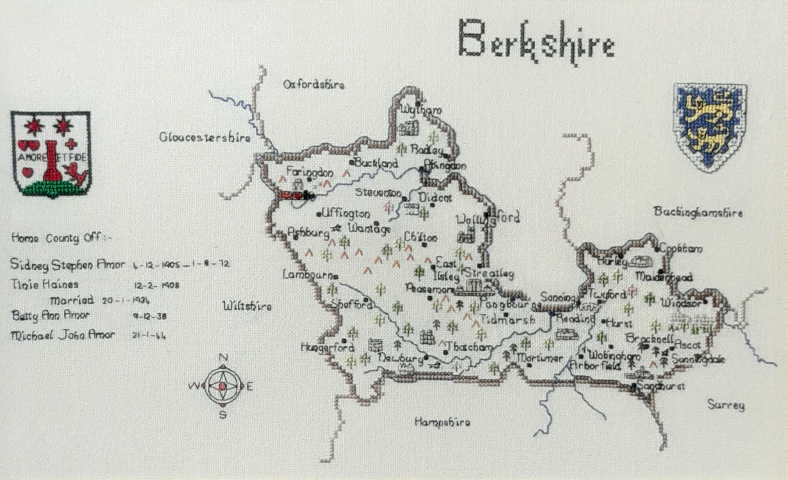 Berkshire
Oxfordshire
Gloucestershire
Buckinghamshire
Wiltshire
Hampshire
Surrey
AMORE ET FIDE
Home County Of :-
Sidney Stephen Amor 4-12-1905 - 1-8-72
12-2-1908
Married 20-1-1934
Betty Ann Amor 9-12-38
Michael John Amor 21-1-44
N
W E
S
Wytham
Radley
Abingdon
Buckland
Faringdon
Steventon
Didcot
Uffington
Wantage
Wallingford
Ashbury
Chilton
East
Ilsley
Streatley
Lambourn
Peasemore
Shefford
Pangbourne
Tidmarsh
Sonning
Reading
Hungerford
Newbury
Thatcham
Mortimer
Cookham
Hurley
Maidenhead
Twyford
Windsor
Hurst
Bracknell
Ascot
Wokingham
Sunningdale
Arborfield
Sandhurst